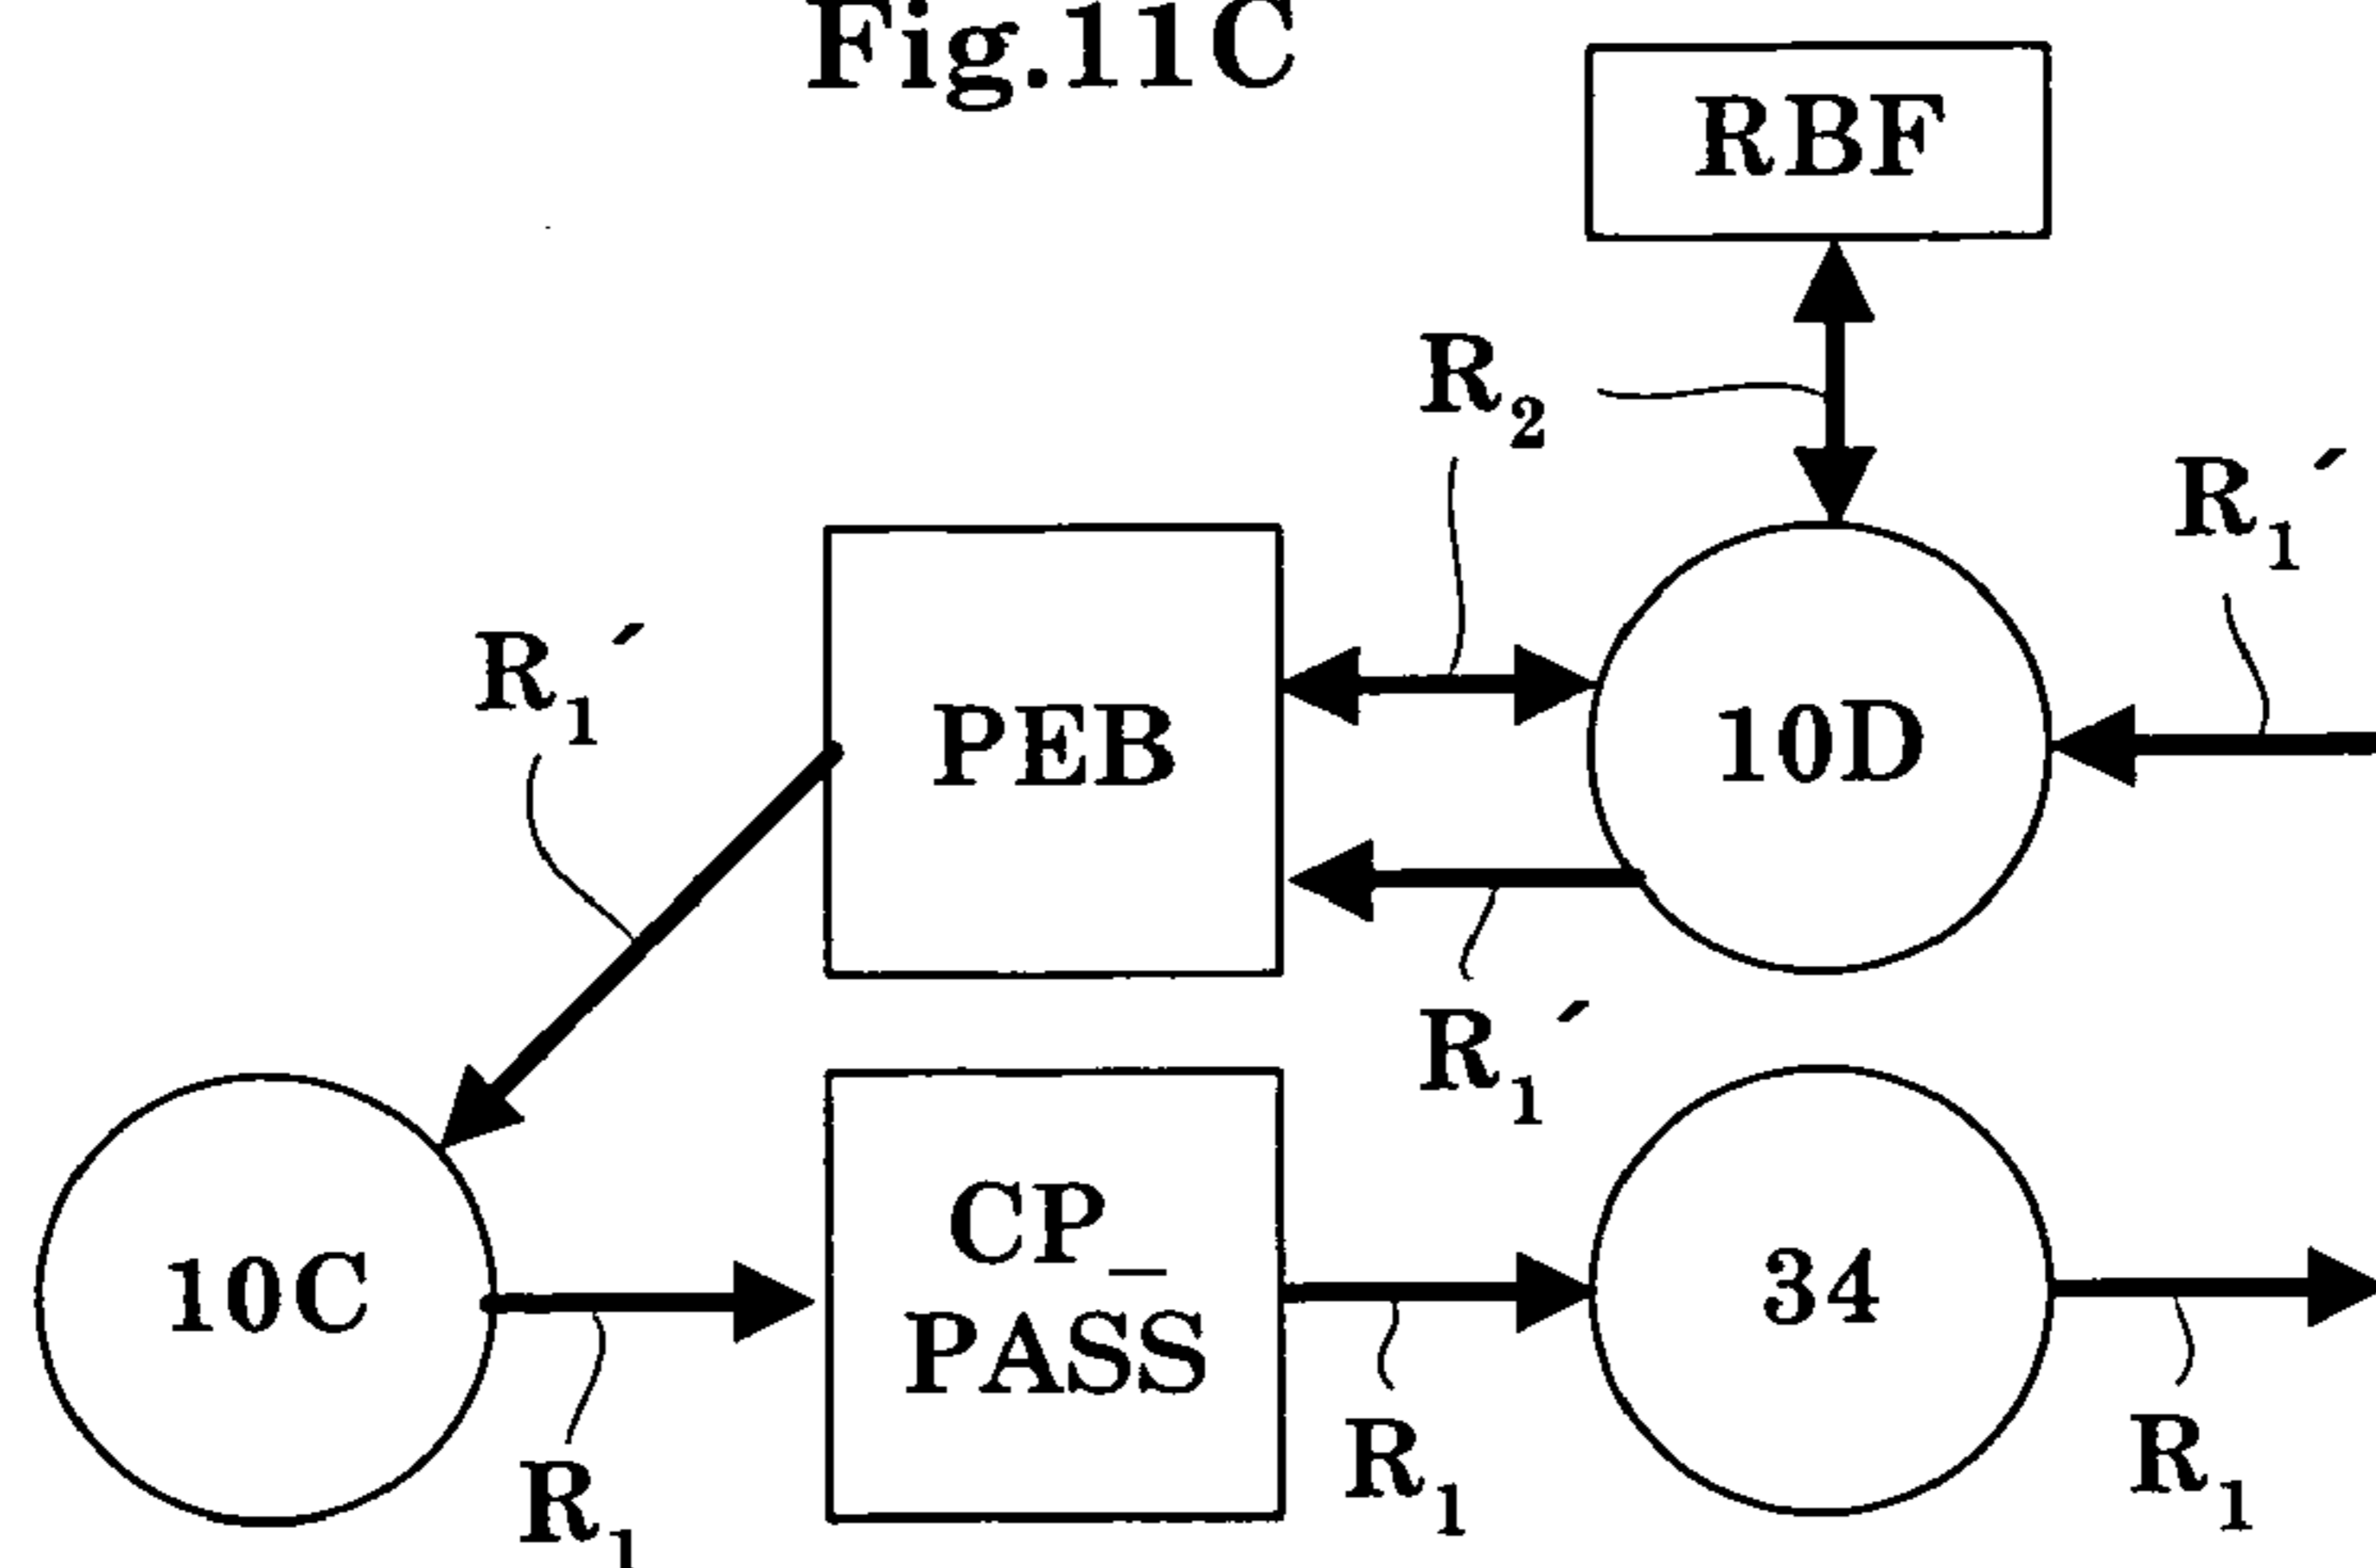 Fig.11C
RBF
R2
R1´
R1´
PEB
10D
R1´
10C
CP_
PASS
34
R1
R1
R1